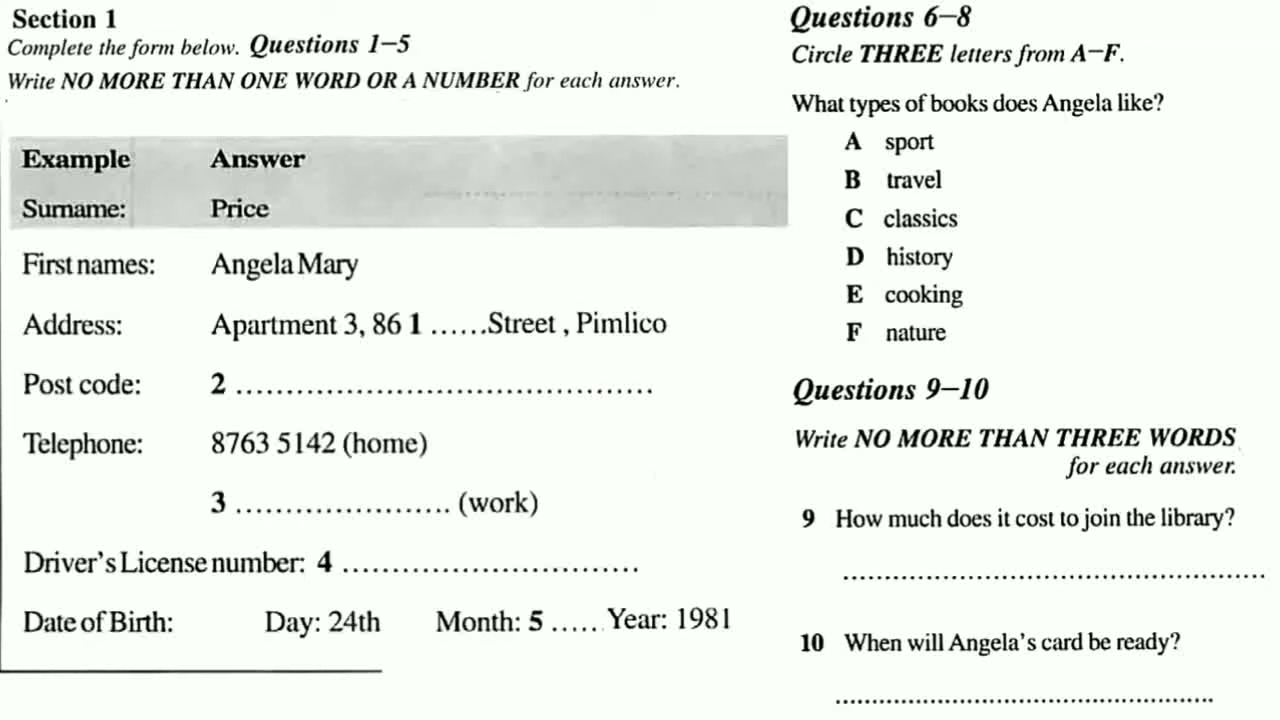 Section 1
Complete the form below. Questions 1–5
Write NO MORE THAN ONE WORD OR A NUMBER for each answer.
Example Answer
Surname: Price
First names: Angela Mary
Address: Apartment 3, 86 1 ......Street , Pimlico
Post code: 2 ..................................................
Telephone: 8763 5142 (home)
3 .......................... (work)
Driver's License number: 4 ...................................
Date of Birth: Day: 24th Month: 5 ...... Year: 1981
Questions 6–8
Circle THREE letters from A–F.
What types of books does Angela like?
A sport
B travel
C classics
D history
E cooking
F nature
Questions 9–10
Write NO MORE THAN THREE WORDS
for each answer.
9 How much does it cost to join the library?
..................................................
10 When will Angela's card be ready?
..................................................